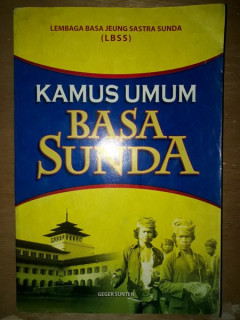 LEMBAGA BASA JEUNG SASTRA SUNDA
(LBSS)
KAMUS UMUM
BASA
SUNDA
GEGER SUNTEN